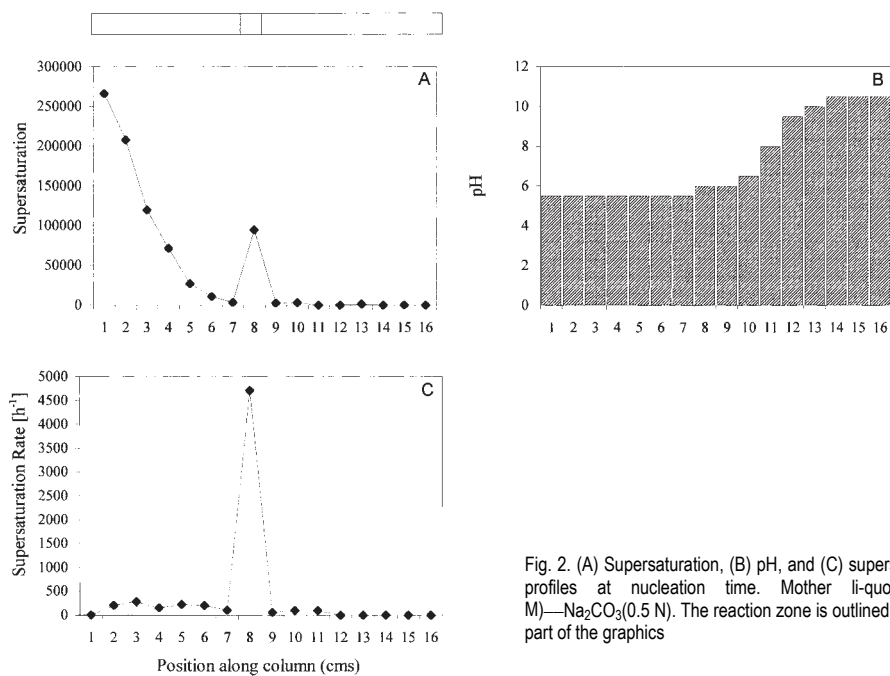 A
300000
250000
200000
150000
100000
50000
0
Supersaturation
1 2 3 4 5 6 7 8 9 10 11 12 13 14 15 16
B
12
10
8
6
4
2
0
pH
1 2 3 4 5 6 7 8 9 10 11 12 13 14 15 16
C
5000
4500
4000
3500
3000
2500
2000
1500
1000
500
0
Supersaturation Rate [h⁻¹]
1 2 3 4 5 6 7 8 9 10 11 12 13 14 15 16
Position along column (cms)
Fig. 2. (A) Supersaturation, (B) pH, and (C) super
profiles at nucleation time. Mother li-quo
M)—Na₂CO₃(0.5 N). The reaction zone is outlined
part of the graphics